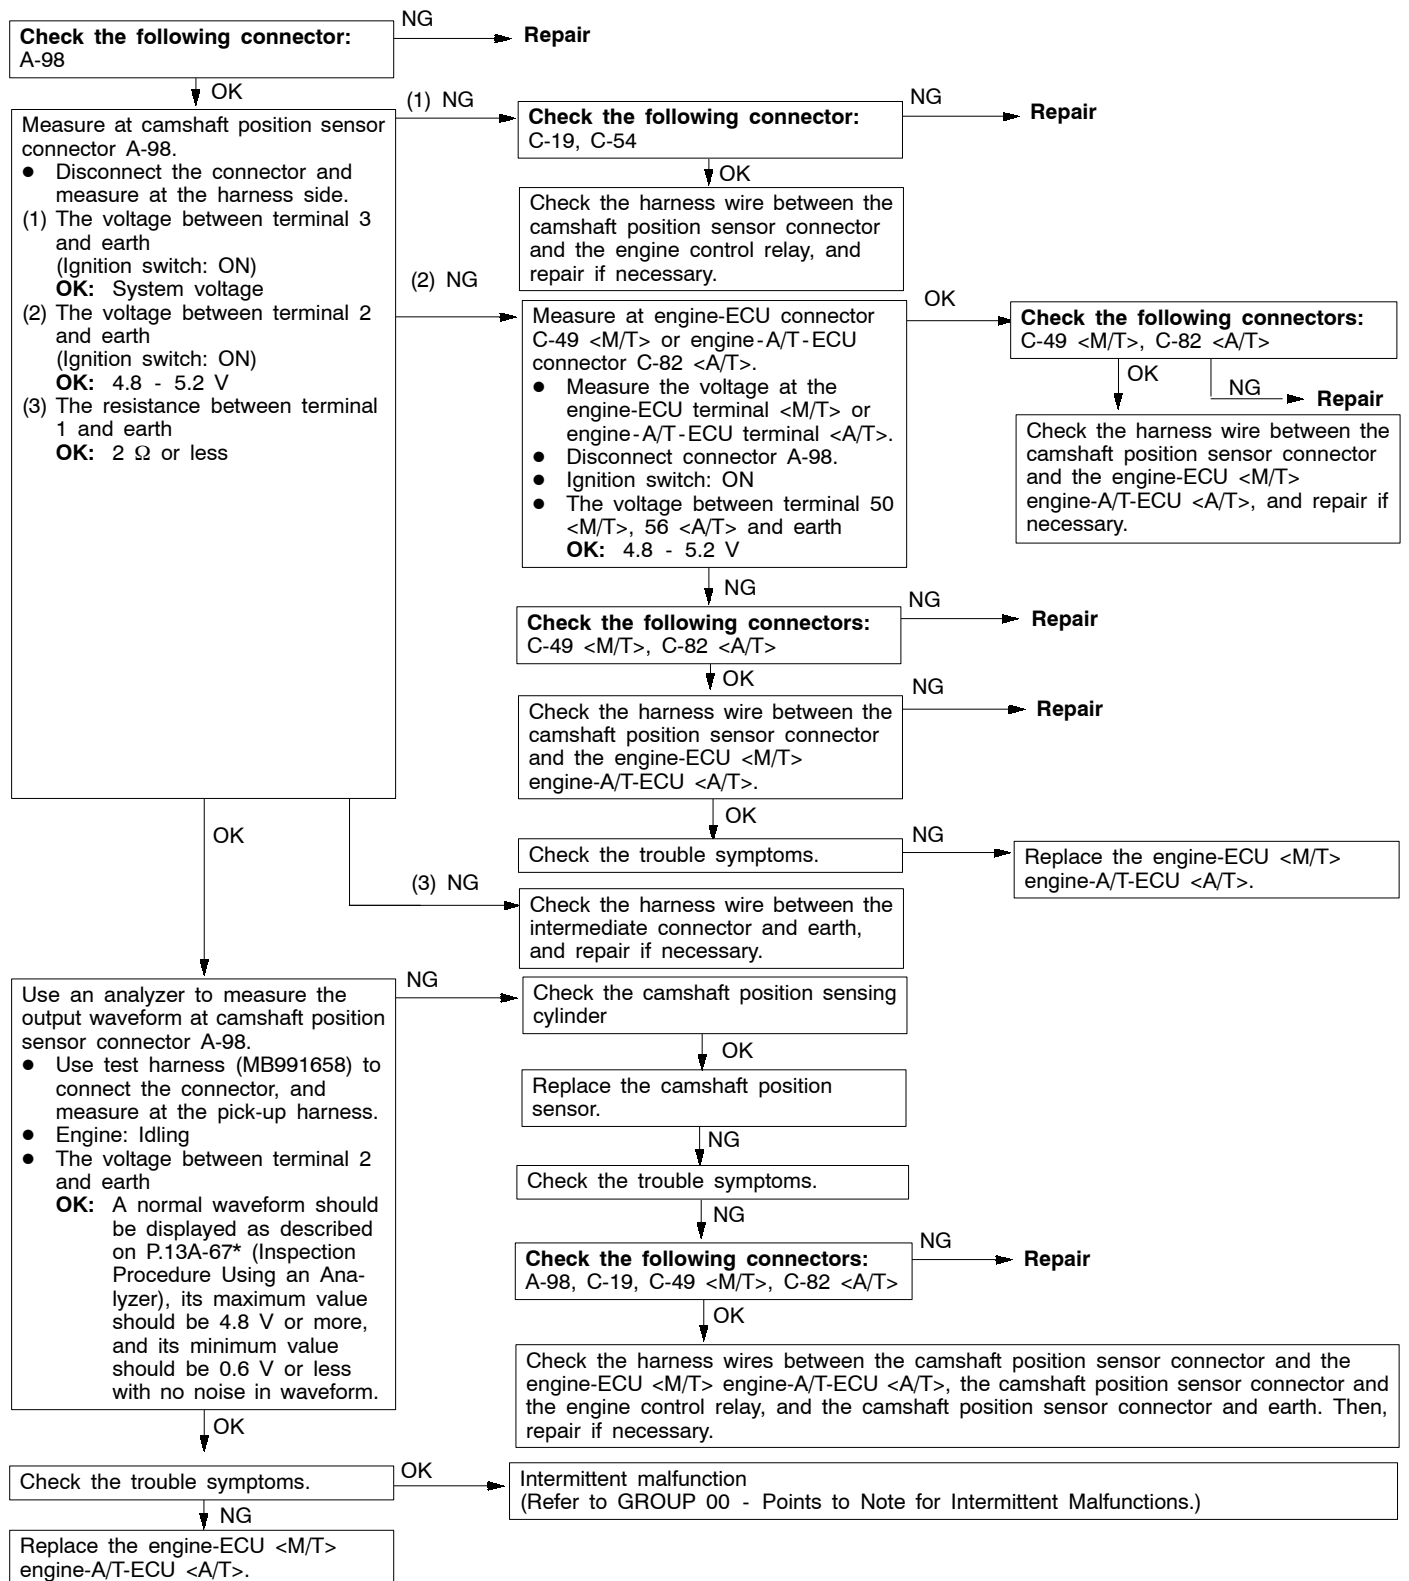 Check the following connector:
A-98
NG
Repair
OK
Measure at camshaft position sensor
connector A-98.
● Disconnect the connector and
measure at the harness side.
(1) The voltage between terminal 3
and earth
(Ignition switch: ON)
OK: System voltage
(2) The voltage between terminal 2
and earth
(Ignition switch: ON)
OK: 4.8 - 5.2 V
(3) The resistance between terminal
1 and earth
OK: 2 Ω or less
(1) NG
Check the following connector:
C-19, C-54
NG
Repair
OK
Check the harness wire between the
camshaft position sensor connector
and the engine control relay, and
repair if necessary.
(2) NG
Measure at engine-ECU connector
C-49 <M/T> or engine-A/T-ECU
connector C-82 <A/T>.
● Measure the voltage at the
engine-ECU terminal <M/T> or
engine-A/T-ECU terminal <A/T>.
● Disconnect connector A-98.
● Ignition switch: ON
● The voltage between terminal 50
<M/T>, 56 <A/T> and earth
OK: 4.8 - 5.2 V
OK
Check the following connectors:
C-49 <M/T>, C-82 <A/T>
OK
NG
Repair
Check the harness wire between the
camshaft position sensor connector
and the engine-ECU <M/T>
engine-A/T-ECU <A/T>, and repair if
necessary.
NG
Check the following connectors:
C-49 <M/T>, C-82 <A/T>
NG
Repair
OK
Check the harness wire between the
camshaft position sensor connector
and the engine-ECU <M/T>
engine-A/T-ECU <A/T>.
NG
Repair
OK
Check the trouble symptoms.
NG
Replace the engine-ECU <M/T>
engine-A/T-ECU <A/T>.
OK
(3) NG
Check the harness wire between the
intermediate connector and earth,
and repair if necessary.
Use an analyzer to measure the
output waveform at camshaft position
sensor connector A-98.
● Use test harness (MB991658) to
connect the connector, and
measure at the pick-up harness.
● Engine: Idling
● The voltage between terminal 2
and earth
OK: A normal waveform should
be displayed as described
on P.13A-67* (Inspection
Procedure Using an Ana-
lyzer), its maximum value
should be 4.8 V or more,
and its minimum value
should be 0.6 V or less
with no noise in waveform.
NG
Check the camshaft position sensing
cylinder
OK
Replace the camshaft position
sensor.
NG
Check the trouble symptoms.
NG
Check the following connectors:
A-98, C-19, C-49 <M/T>, C-82 <A/T>
NG
Repair
OK
Check the harness wires between the camshaft position sensor connector and the
engine-ECU <M/T> engine-A/T-ECU <A/T>, the camshaft position sensor connector and
the engine control relay, and the camshaft position sensor connector and earth. Then,
repair if necessary.
OK
Check the trouble symptoms.
OK
Intermittent malfunction
(Refer to GROUP 00 - Points to Note for Intermittent Malfunctions.)
NG
Replace the engine-ECU <M/T>
engine-A/T-ECU <A/T>.